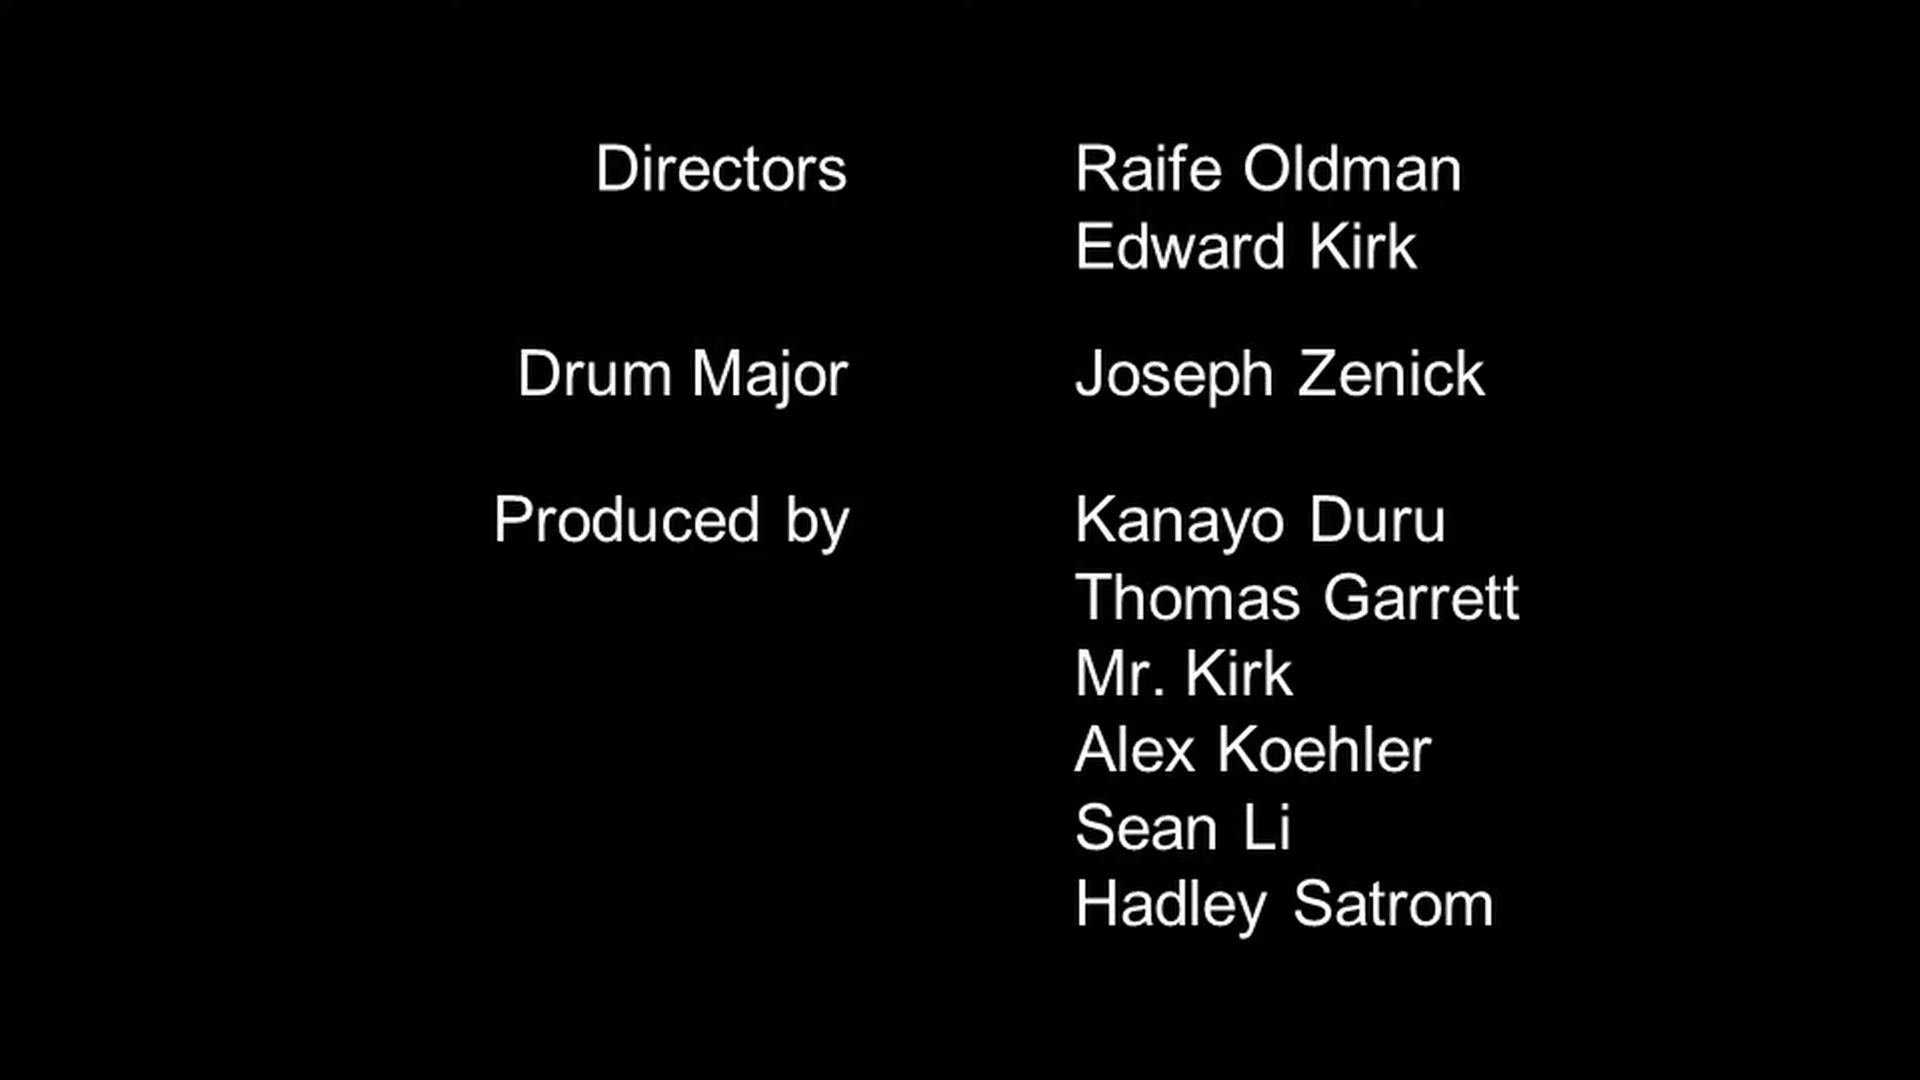 Directors Raife Oldman
Edward Kirk
Drum Major Joseph Zenick
Produced by Kanayo Duru
Thomas Garrett
Mr. Kirk
Alex Koehler
Sean Li
Hadley Satrom